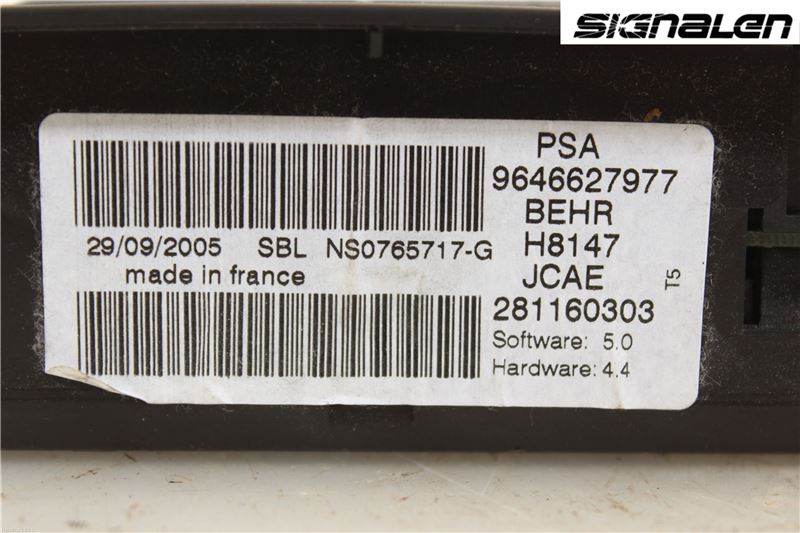 SIGNALEN
PSA
9646627977
BEHR
29/09/2005 SBL NS0765717-G
H8147
made in france
JCAE
T5
281160303
Software: 5.0
Hardware: 4.4